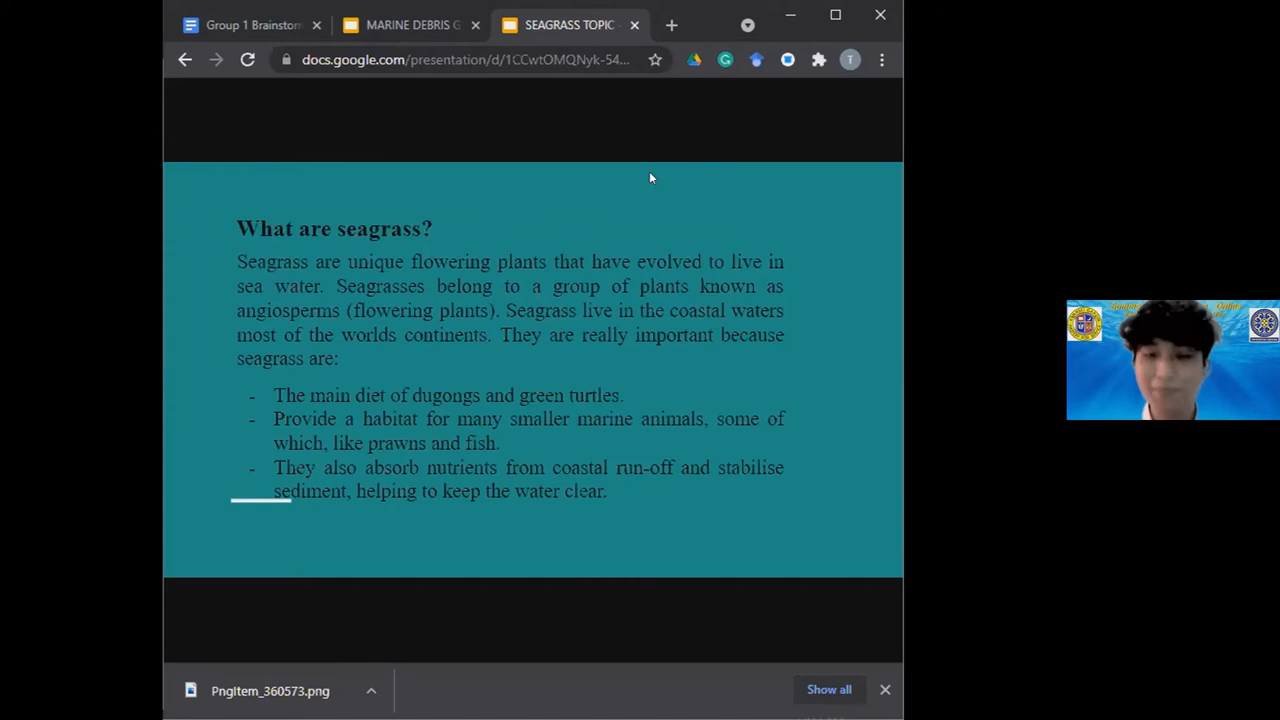 Group 1 Brainstorm
MARINE DEBRIS G
SEAGRASS TOPIC -
docs.google.com/presentation/d/1CCwtOMQNyk-54...
T
What are seagrass?
Seagrass are unique flowering plants that have evolved to live in
sea water. Seagrasses belong to a group of plants known as
angiosperms (flowering plants). Seagrass live in the coastal waters
most of the worlds continents. They are really important because
seagrass are:
- The main diet of dugongs and green turtles.
- Provide a habitat for many smaller marine animals, some of
which, like prawns and fish.
- They also absorb nutrients from coastal run-off and stabilise
sediment, helping to keep the water clear.
PngItem_360573.png
Show all
Online